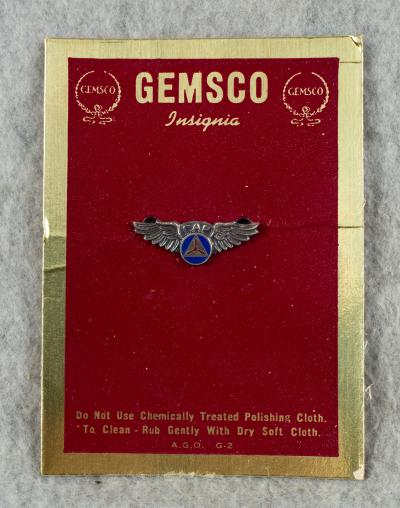 GEMSCO
GEMSCO
GEMSCO
Insignia
CAP
Do Not Use Chemically Treated Polishing Cloth.
To Clean - Rub Gently With Dry Soft Cloth.
A.G.O. G-2